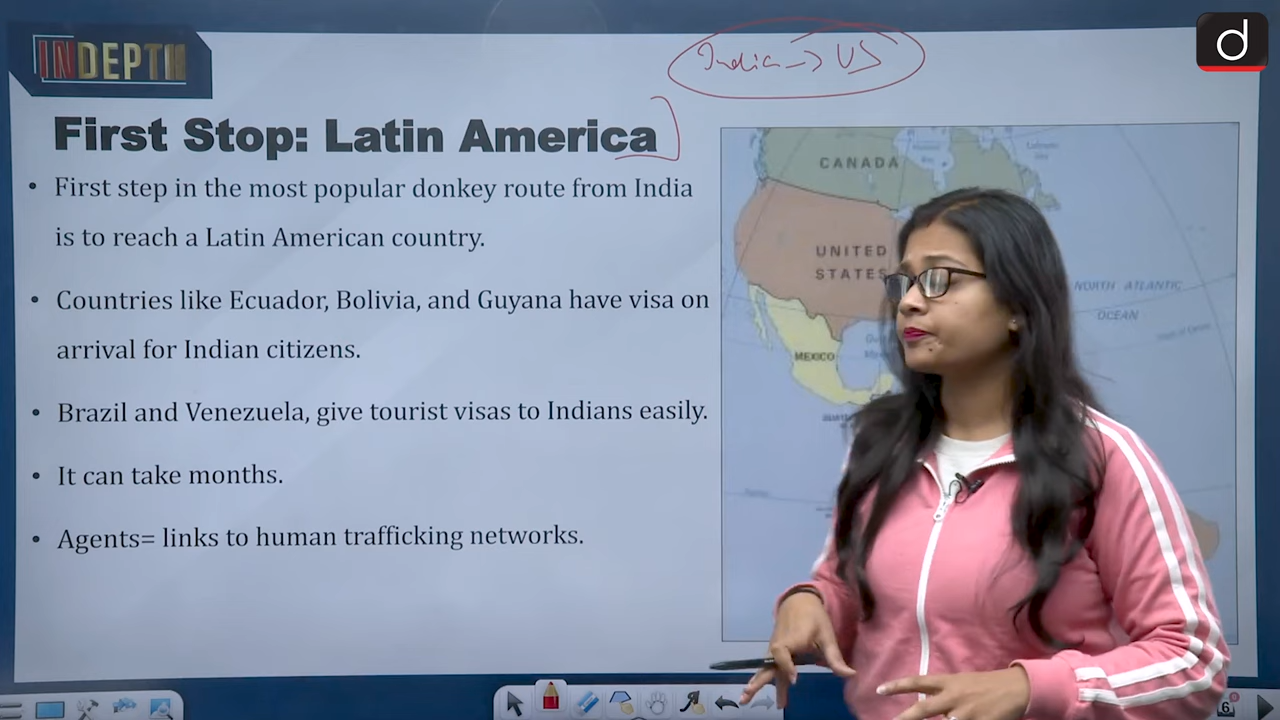 INDEPTH
India → US
d
First Stop: Latin America
• First step in the most popular donkey route from India
is to reach a Latin American country.
• Countries like Ecuador, Bolivia, and Guyana have visa on
arrival for Indian citizens.
• Brazil and Venezuela, give tourist visas to Indians easily.
• It can take months.
• Agents= links to human trafficking networks.
CANADA
UNITED
STATES
NORTH ATLANTIC
OCEAN
MEXICO
6